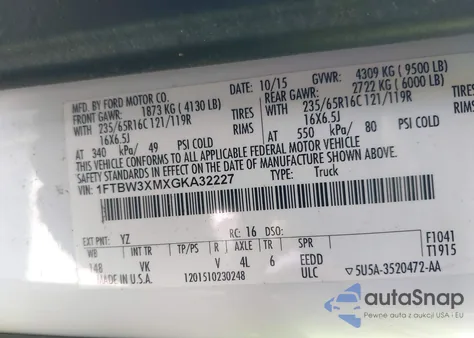 MFD. BY FORD MOTOR CO.
10/15 GVWR: 4309 KG ( 9500 LB)
FRONT GAWR: 1873 KG ( 4130 LB) REAR GAWR: 2722 KG ( 6000 LB)
WITH 235/65R16C 121/119R TIRES WITH 235/65R16C 121/119R TIRES
16X6.5J RIMS 16X6.5J RIMS
AT 340 kPa/ 49 PSI COLD AT 550 kPa/ 80 PSI COLD
THIS VEHICLE CONFORMS TO ALL APPLICABLE FEDERAL MOTOR VEHICLE
SAFETY STANDARDS IN EFFECT ON THE DATE OF MANUFACTURE SHOWN ABOVE.
VIN: 1FTBW3XMXGKA32227 TYPE: Truck
EXT PNT: YZ RC: 16 DSO: F1041
WB INT TR TP/PS R AXLE TR SPR T1915
148 VK V 4L 6 EEDD
MADE IN U.S.A. 1201510230248 ULC 5U5A-3520472-AA
autoSnap
AUTO STATISTICS